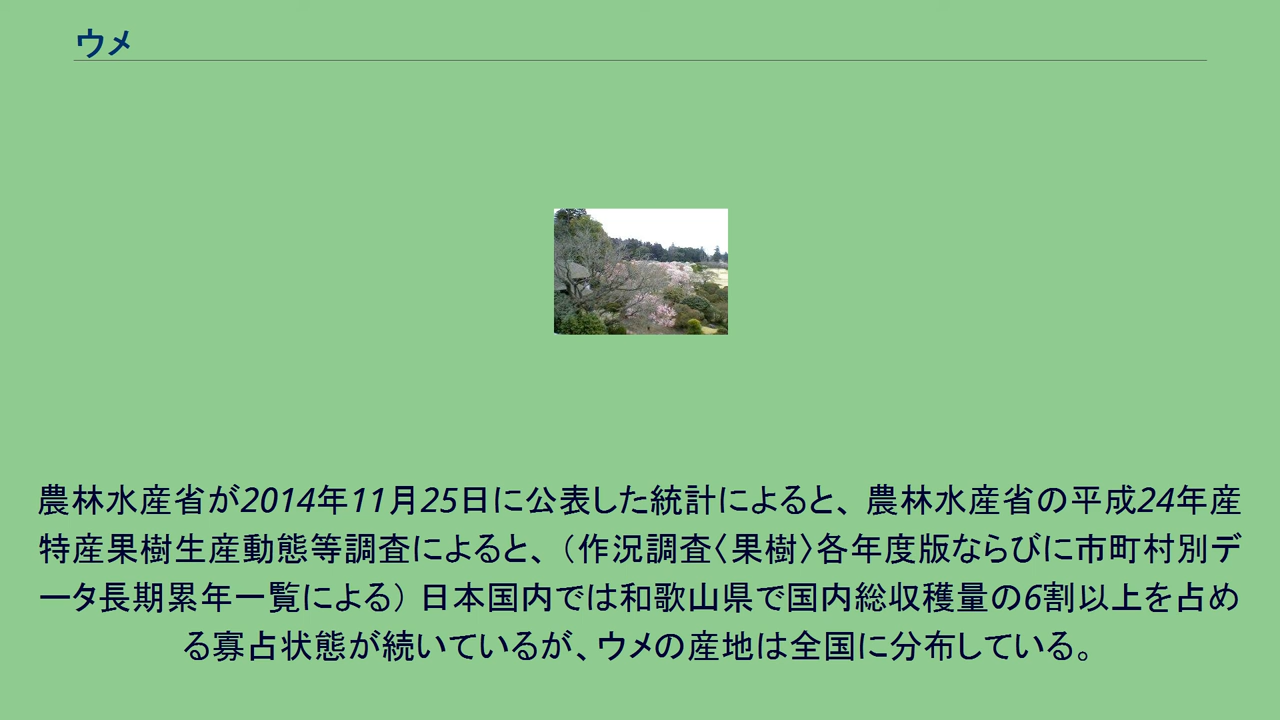 ウメ
農林水産省が2014年11月25日に公表した統計によると、農林水産省の平成24年産
特産果樹生産動態等調査によると、（作況調査〈果樹〉各年度版ならびに市町村別デ
ータ長期累年一覧による）日本国内では和歌山県で国内総収穫量の6割以上を占め
る寡占状態が続いているが、ウメの産地は全国に分布している。